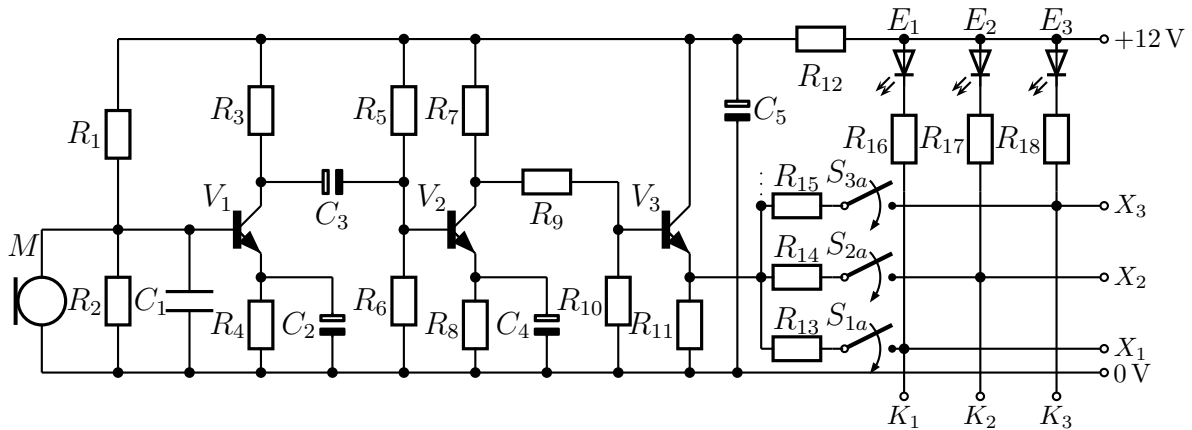 E1 E2 E3
+12 V
R12
R1 R3 R5 R7 C5
R16 R17 R18
V1 C3 V2 R9 V3 R15 S3a X3
M R2 C1 R4 C2 R6 R8 C4 R10 R11 R14 S2a X2
R13 S1a X1
0 V
K1 K2 K3